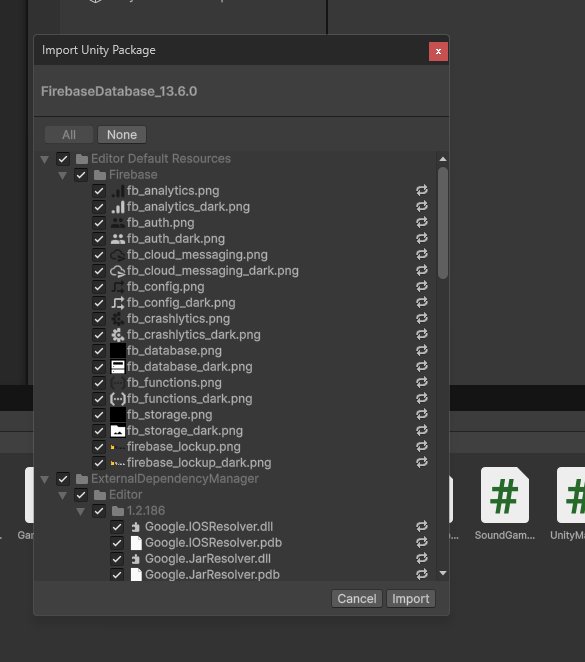 Import Unity Package
x
FirebaseDatabase_13.6.0
All None
Editor Default Resources
Firebase
fb_analytics.png
fb_analytics_dark.png
fb_auth.png
fb_auth_dark.png
fb_cloud_messaging.png
fb_cloud_messaging_dark.png
fb_config.png
fb_config_dark.png
fb_crashlytics.png
fb_crashlytics_dark.png
fb_database.png
fb_database_dark.png
fb_functions.png
fb_functions_dark.png
fb_storage.png
fb_storage_dark.png
firebase_lockup.png
firebase_lockup_dark.png
ExternalDependencyManager
Editor
1.2.186
Google.IOSResolver.dll
Google.IOSResolver.pdb
Google.JarResolver.dll
Google.JarResolver.pdb
Cancel Import
# #
SoundGam... UnityMa